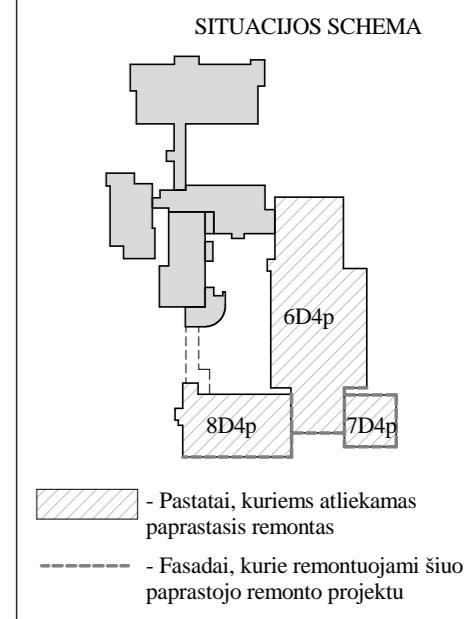 SITUACIJOS SCHEMA
6D4p
8D4p
7D4p
- Pastatai, kuriems atliekamas
paprastasis remontas
- Fasadai, kurie remontuojami šiuo
paprastojo remonto projektu